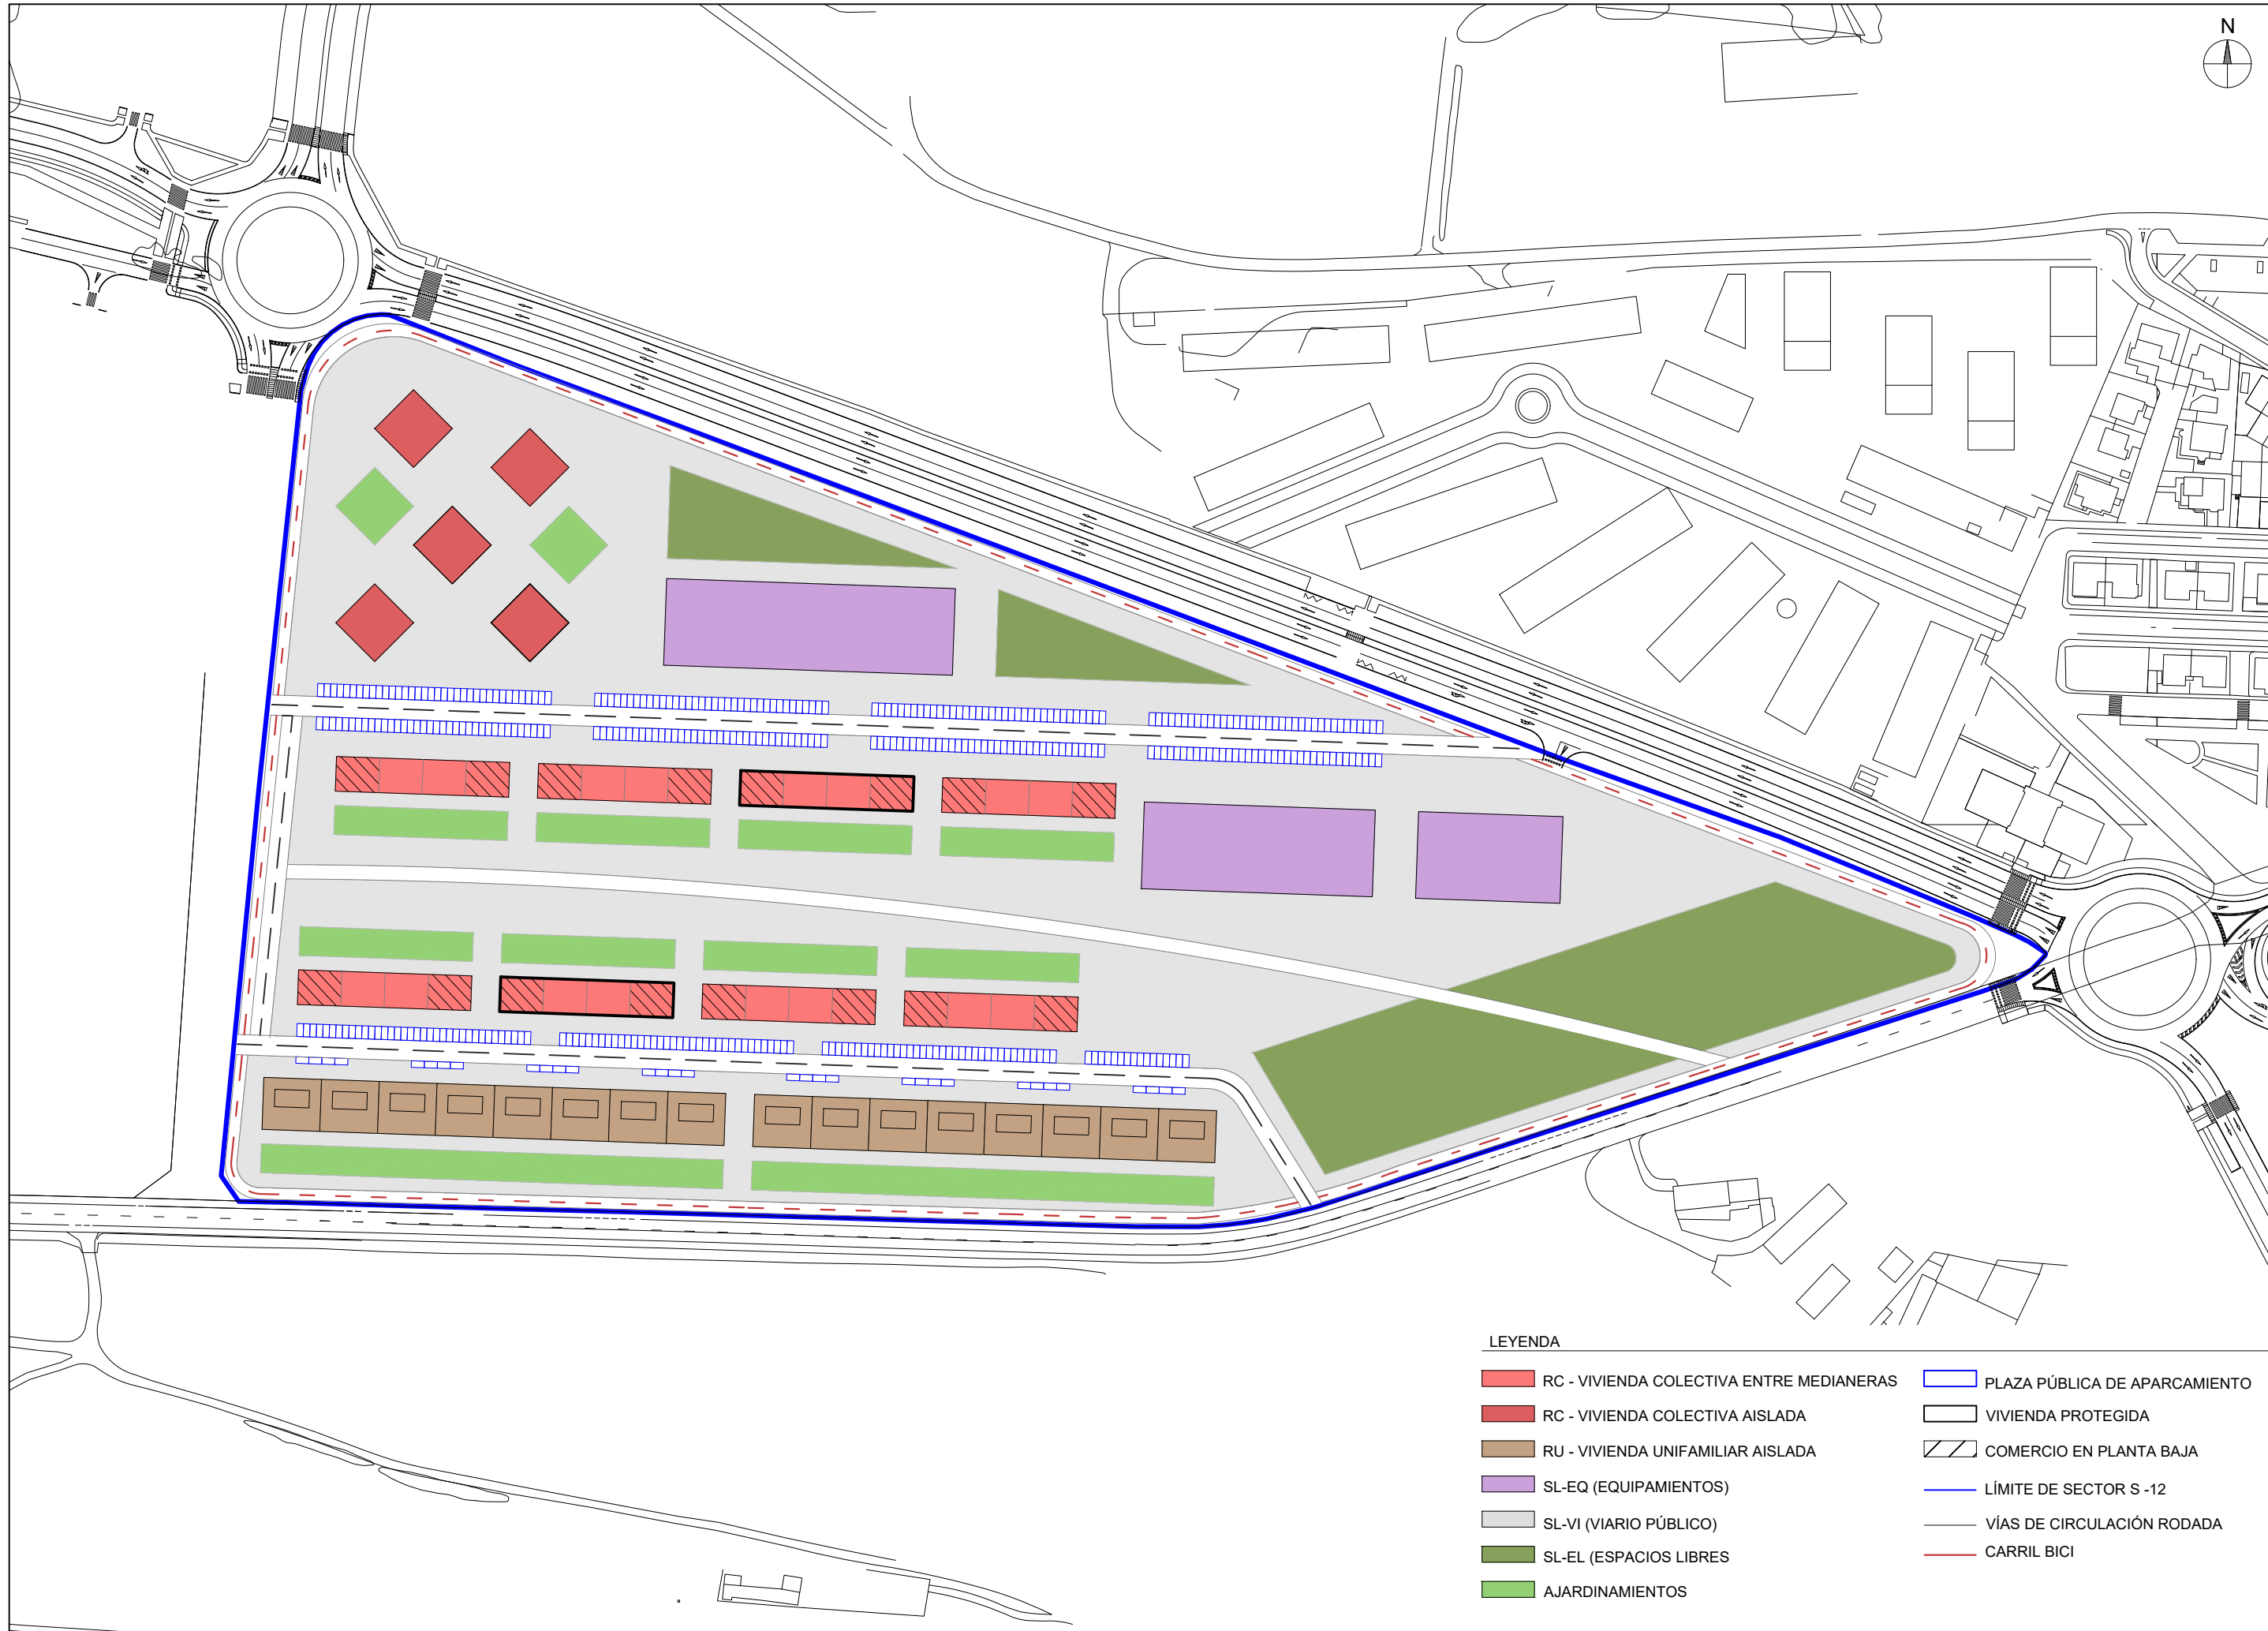 N
LEYENDA
RC - VIVIENDA COLECTIVA ENTRE MEDIANERAS
RC - VIVIENDA COLECTIVA AISLADA
RU - VIVIENDA UNIFAMILIAR AISLADA
SL-EQ (EQUIPAMIENTOS)
SL-VI (VIARIO PÚBLICO)
SL-EL (ESPACIOS LIBRES
AJARDINAMIENTOS
PLAZA PÚBLICA DE APARCAMIENTO
VIVIENDA PROTEGIDA
COMERCIO EN PLANTA BAJA
LÍMITE DE SECTOR S -12
VÍAS DE CIRCULACIÓN RODADA
CARRIL BICI